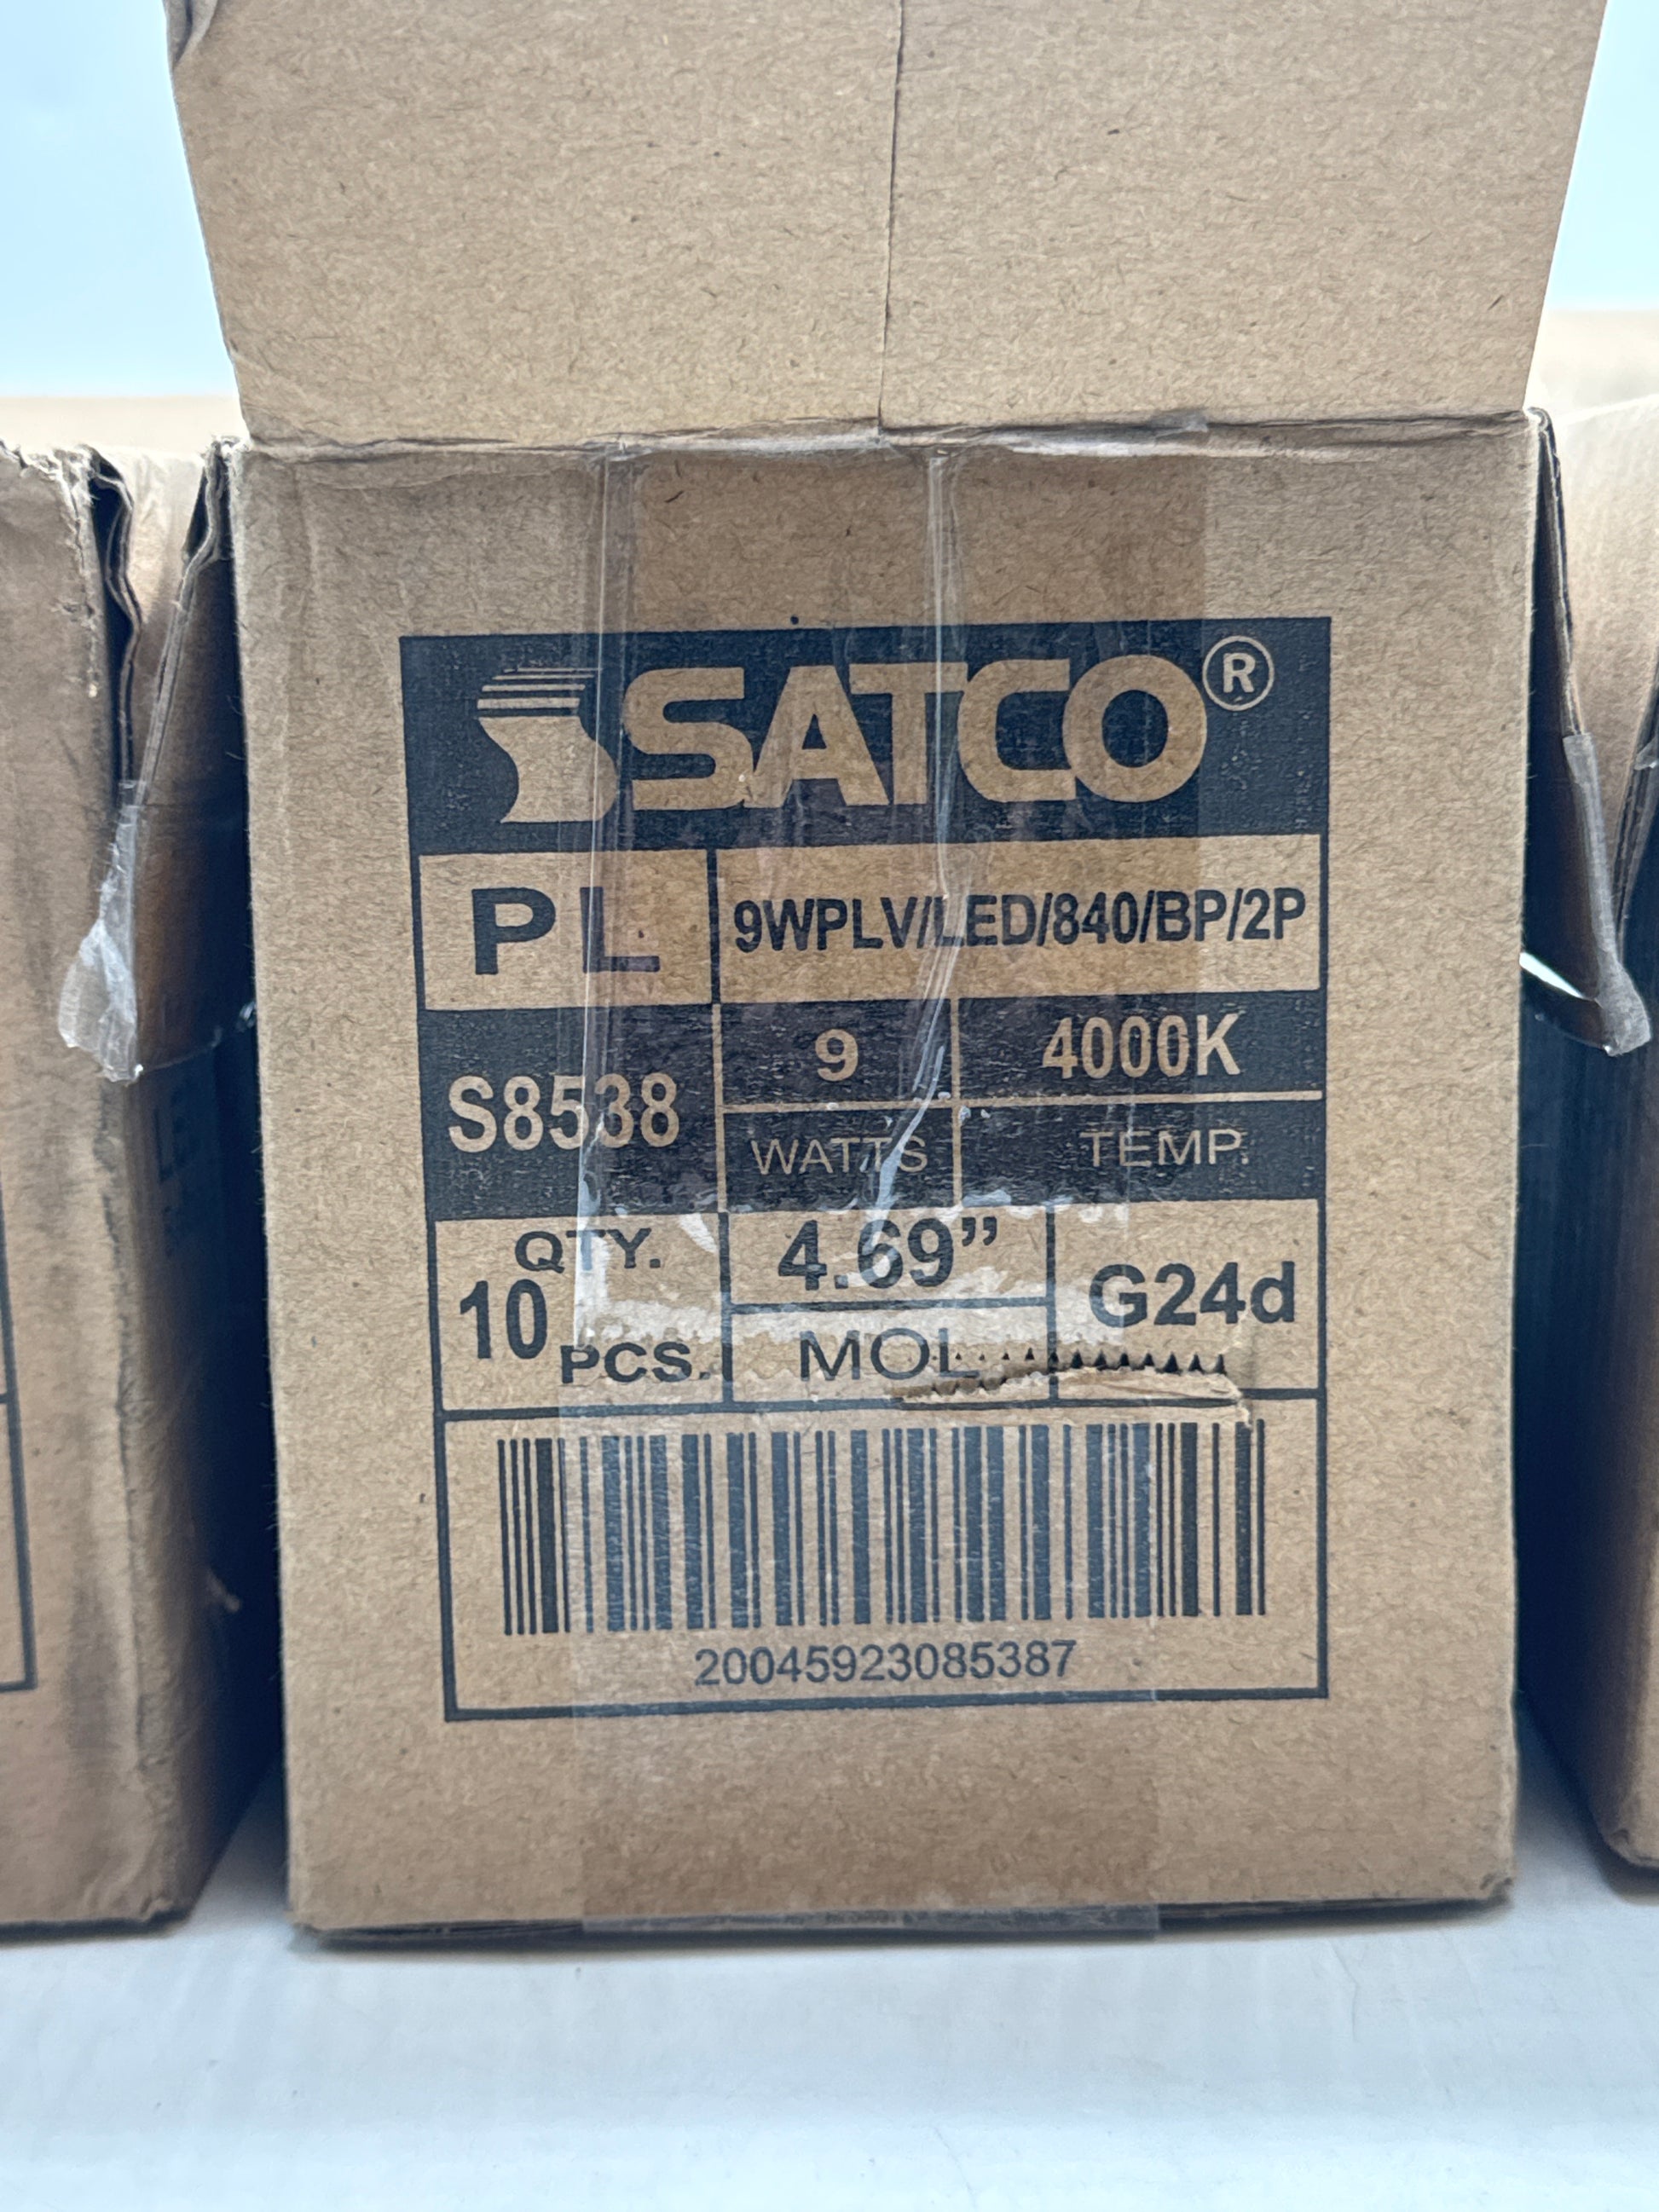 SATCO®
PL
9WPLV/LED/840/BP/2P
S8538
9
WATTS
4000K
TEMP.
QTY.
10 PCS.
4.69”
MOL
G24d
20045923085387